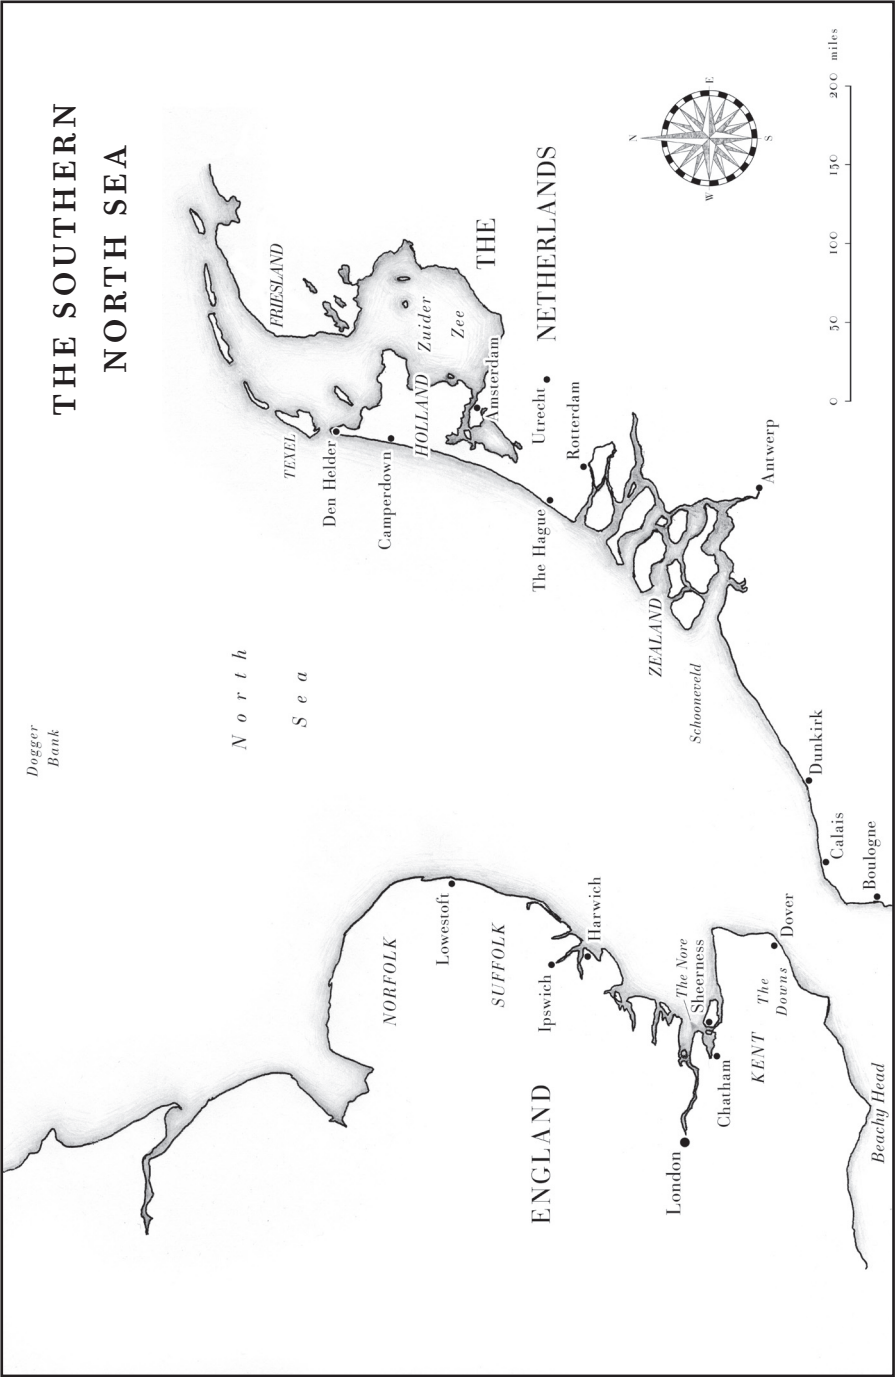 THE SOUTHERN
NORTH SEA
Dogger
Bank
North
Sea
FRIESLAND
TEXEL
Den Helder
Zuider
Zee
Camperdown
HOLLAND
Amsterdam
THE
NETHERLANDS
Utrecht
The Hague
Rotterdam
ZEALAND
Schooneveld
Antwerp
NORFOLK
Lowestoft
SUFFOLK
Ipswich
Harwich
ENGLAND
The Nore
Sheerness
London
Chatham
KENT
The
Downs
Dover
Dunkirk
Calais
Boulogne
Beachy Head
N
E
S
W
0 50 100 150 200 miles